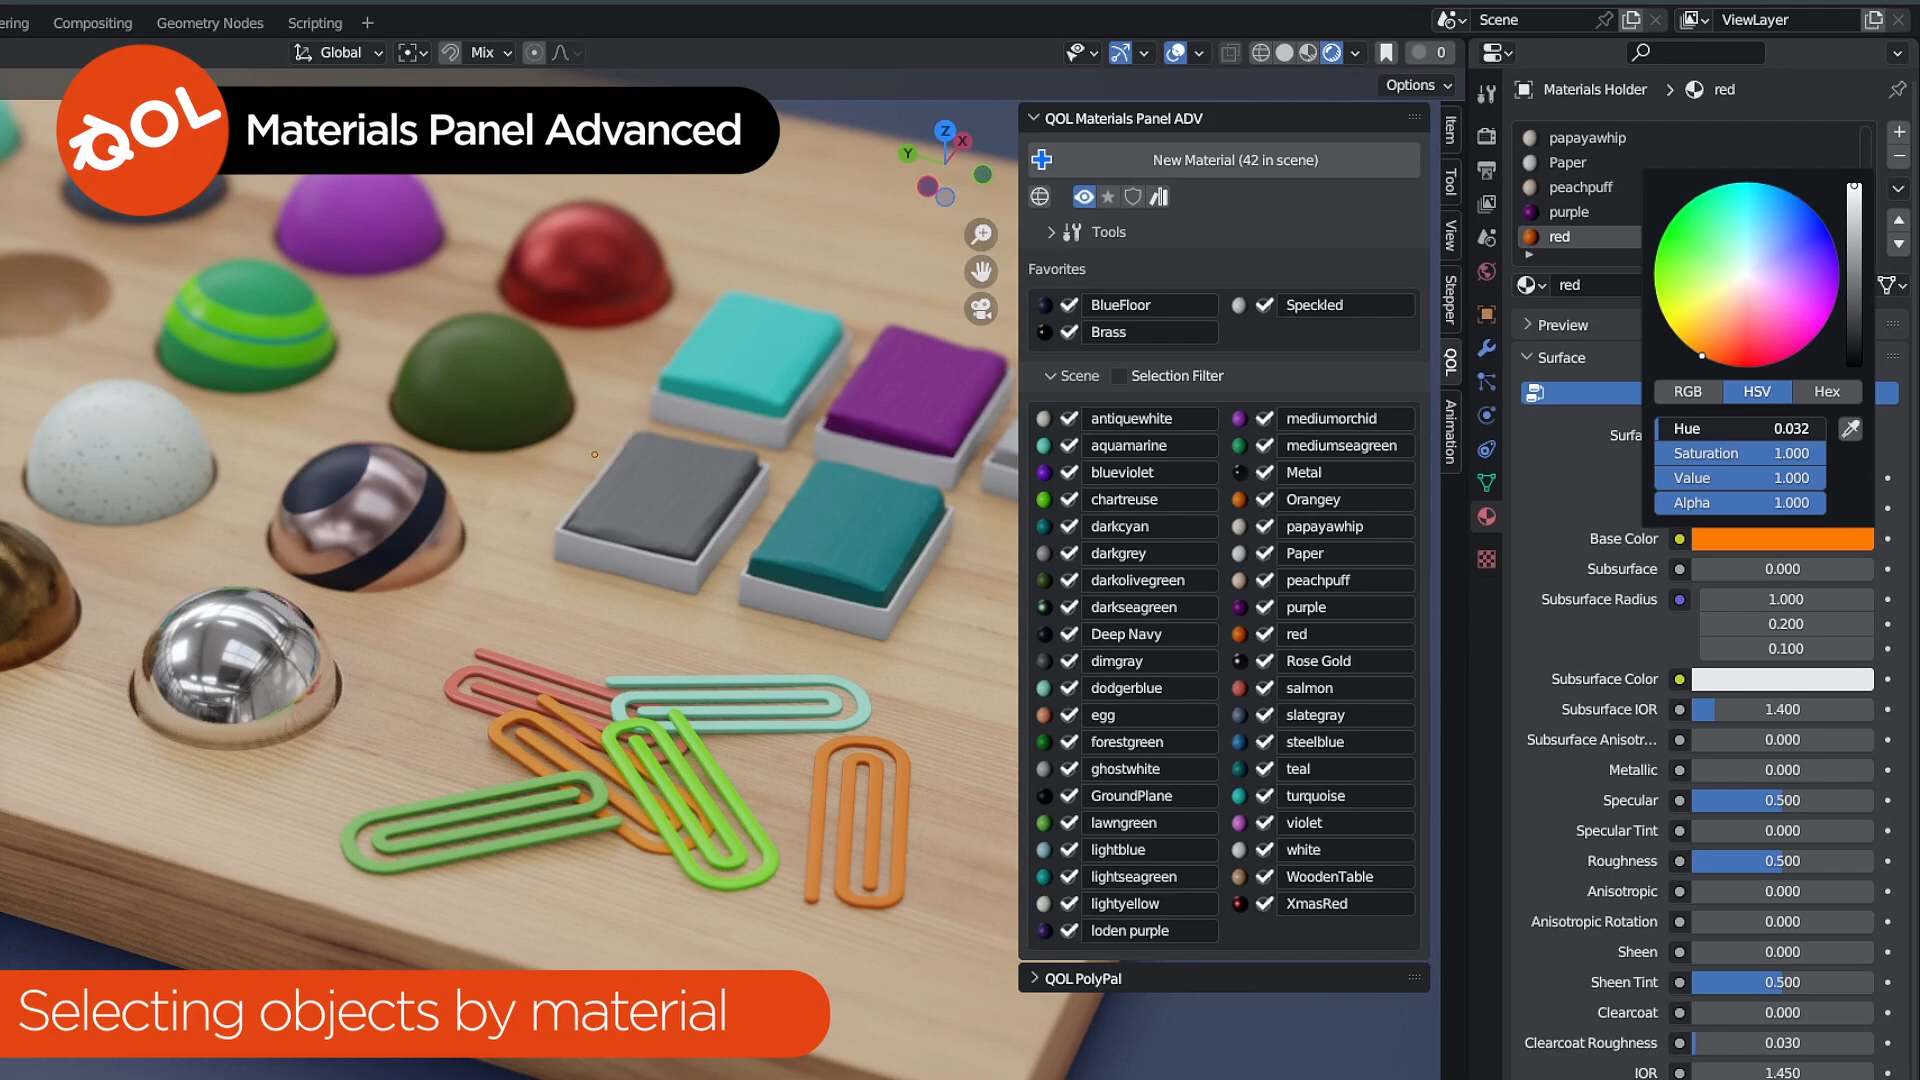 ering
Compositing
Geometry Nodes
Scripting
+
Scene
ViewLayer
Global
Mix
0
Options
QOL
Materials Panel Advanced
Z
X
Y
QOL Materials Panel ADV
New Material (42 in scene)
Tools
Favorites
BlueFloor
Speckled
Brass
Scene
Selection Filter
antiquewhite
mediumorchid
aquamarine
mediumseagreen
blueviolet
Metal
chartreuse
Orangey
darkcyan
papayawhip
darkgrey
Paper
darkolivegreen
peachpuff
darkseagreen
purple
Deep Navy
red
dimgray
Rose Gold
dodgerblue
salmon
egg
slategray
forestgreen
steelblue
ghostwhite
teal
GroundPlane
turquoise
lawngreen
violet
lightblue
white
lightseagreen
WoodenTable
lightyellow
XmasRed
loden purple
QOL PolyPal
Item
Tool
View
Stepper
QOL
Animation
Materials Holder
red
papayawhip
Paper
peachpuff
purple
red
red
Preview
Surface
Surfa
RGB
HSV
Hex
Hue 0.032
Saturation 1.000
Value 1.000
Alpha 1.000
Base Color
Subsurface 0.000
Subsurface Radius 1.000
0.200
0.100
Subsurface Color
Subsurface IOR 1.400
Subsurface Anisotr... 0.000
Metallic 0.000
Specular 0.500
Specular Tint 0.000
Roughness 0.500
Anisotropic 0.000
Anisotropic Rotation 0.000
Sheen 0.000
Sheen Tint 0.500
Clearcoat 0.000
Clearcoat Roughness 0.030
IOR 1.450
Selecting objects by material